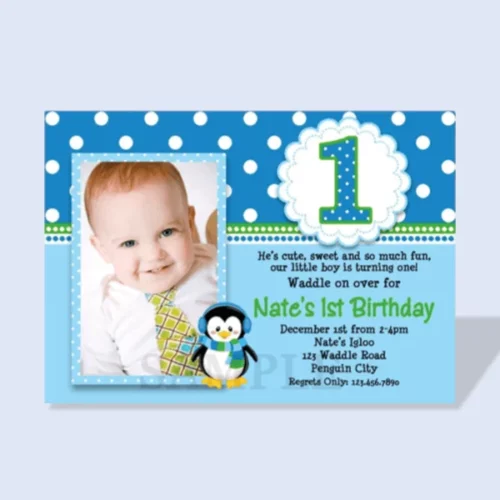 1
He's cute, sweet and so much fun,
our little boy is turning one!
Waddle on over for
Nate's 1st Birthday
December 1st from 2-4pm
Nate's Igloo
123 Waddle Road
Penguin City
Regrets Only: 123.456.7890
SAMPLE